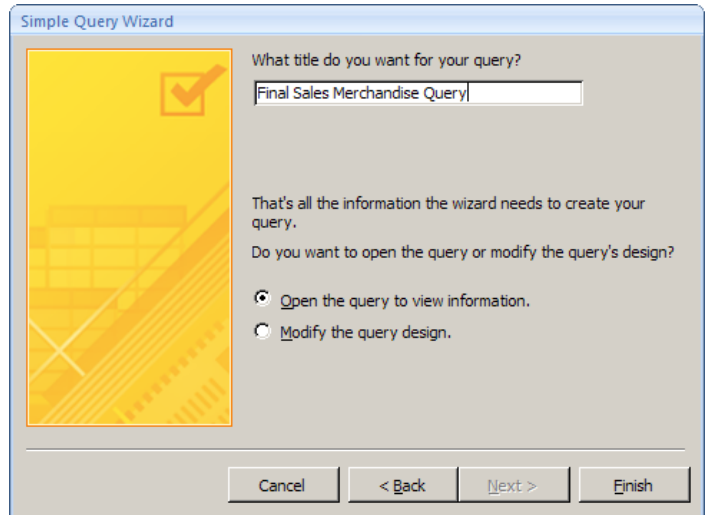 Simple Query Wizard
What title do you want for your query?
Final Sales Merchandise Query
That's all the information the wizard needs to create your
query.
Do you want to open the query or modify the query's design?
Open the query to view information.
Modify the query design.
Cancel
< Back
Next >
Finish